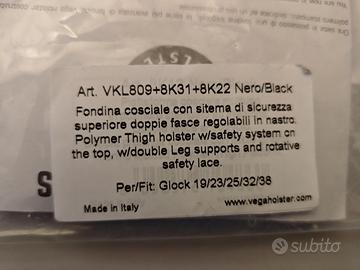 Art. VKL809+8K31+8K22 Nero/Black
Fondina cosciale con sitema di sicurezza
superiore doppie fasce regolabili in nastro.
Polymer Thigh holster w/safety system on
the top, w/double Leg supports and rotative
safety lace.
Per/Fit: Glock 19/23/25/32/38
Made in Italy
www.vegaholster.com
S
subito